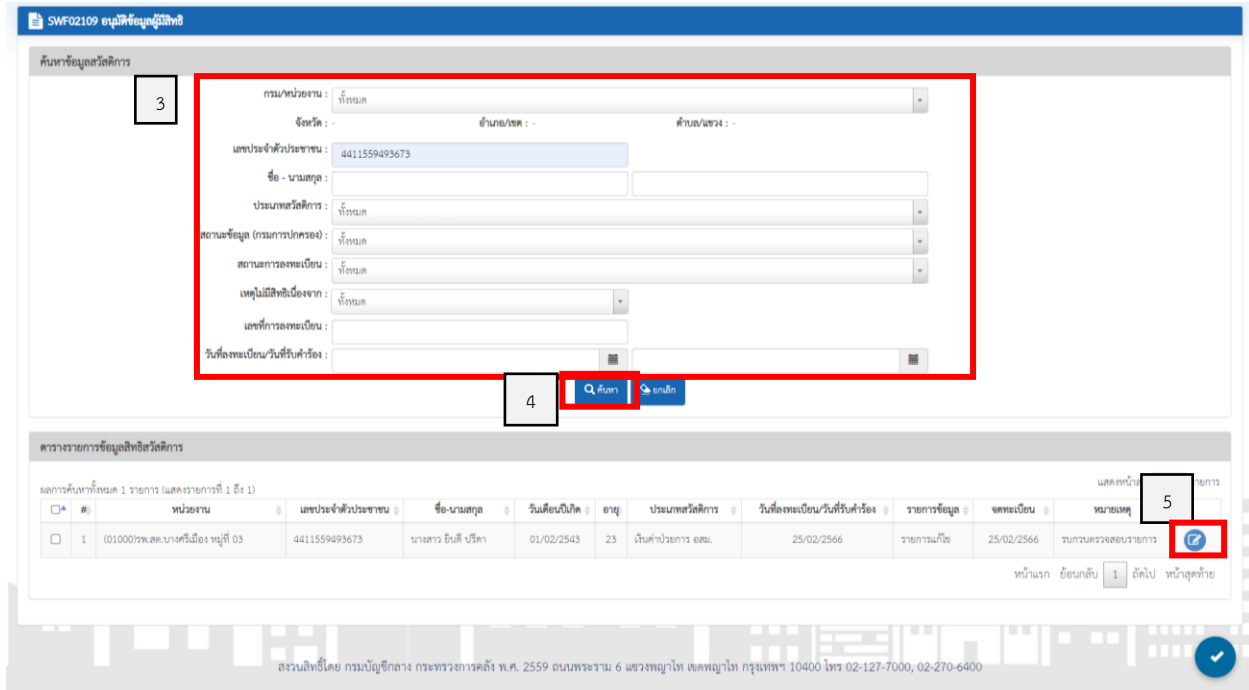 SWF02109 อนุมัติข้อมูลผู้มีสิทธิ
ค้นหาข้อมูลสวัสดิการ
3
กรม/หน่วยงาน : ทั้งหมด
จังหวัด : - อำเภอ/เขต : - ตำบล/แขวง : -
เลขประจำตัวประชาชน : 4411559493673
ชื่อ - นามสกุล :
ประเภทสวัสดิการ : ทั้งหมด
สถานะข้อมูล (กรมการปกครอง) : ทั้งหมด
สถานะการลงทะเบียน : ทั้งหมด
เหตุไม่มีสิทธิเนื่องจาก : ทั้งหมด
เลขที่การลงทะเบียน :
วันที่ลงทะเบียน/วันที่รับคำร้อง :
4
ค้นหา ยกเลิก
ตารางรายการข้อมูลสิทธิสวัสดิการ
แสดงหน้าละ
ผลการค้นหาทั้งหมด 1 รายการ (แสดงรายการที่ 1 ถึง 1)
5
# หน่วยงาน เลขประจำตัวประชาชน ชื่อ-นามสกุล วันเดือนปีเกิด อายุ ประเภทสวัสดิการ วันที่ลงทะเบียน/วันที่รับคำร้อง รายการข้อมูล จดทะเบียน หมายเหตุ
1 (01000)รพ.สต.บางศรีเมือง หมู่ที่ 03 4411559493673 นางสาว ยินดี ปรีดา 01/02/2543 23 เงินค่าป่วยการ อสม. 25/02/2566 รายการแก้ไข 25/02/2566 รบกวนตรวจสอบรายการ
หน้าแรก ย้อนกลับ 1 ถัดไป หน้าสุดท้าย
สงวนลิขสิทธิ์โดย กรมบัญชีกลาง กระทรวงการคลัง พ.ศ. 2559 ถนนพระราม 6 แขวงพญาไท เขตพญาไท กรุงเทพฯ 10400 โทร 02-127-7000, 02-270-6400